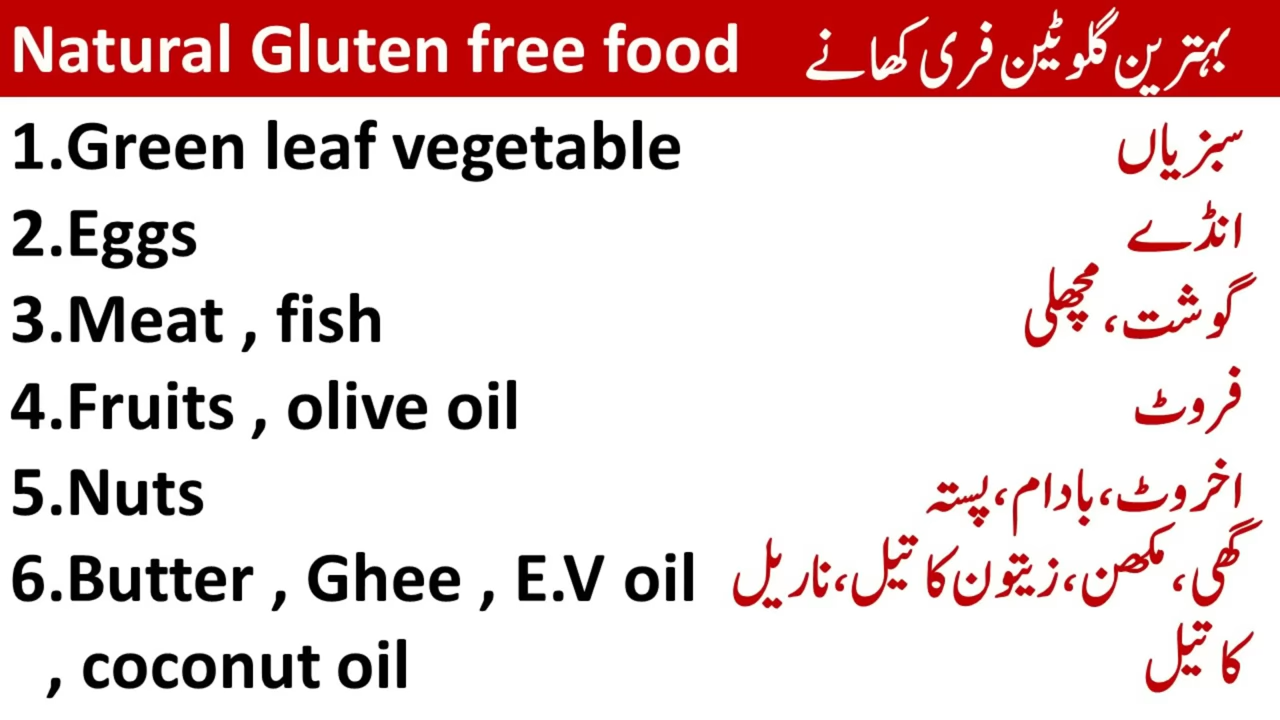 Natural Gluten free food بہترین گلوٹین فری کھانے
1.Green leaf vegetable سبزیاں
2.Eggs انڈے
3.Meat , fish گوشت، مچھلی
4.Fruits , olive oil فروٹ
5.Nuts اخروٹ،بادام،پستہ
6.Butter , Ghee , E.V oil گھی، مکھن،زیتون کا تیل،ناریل
, coconut oil کا تیل